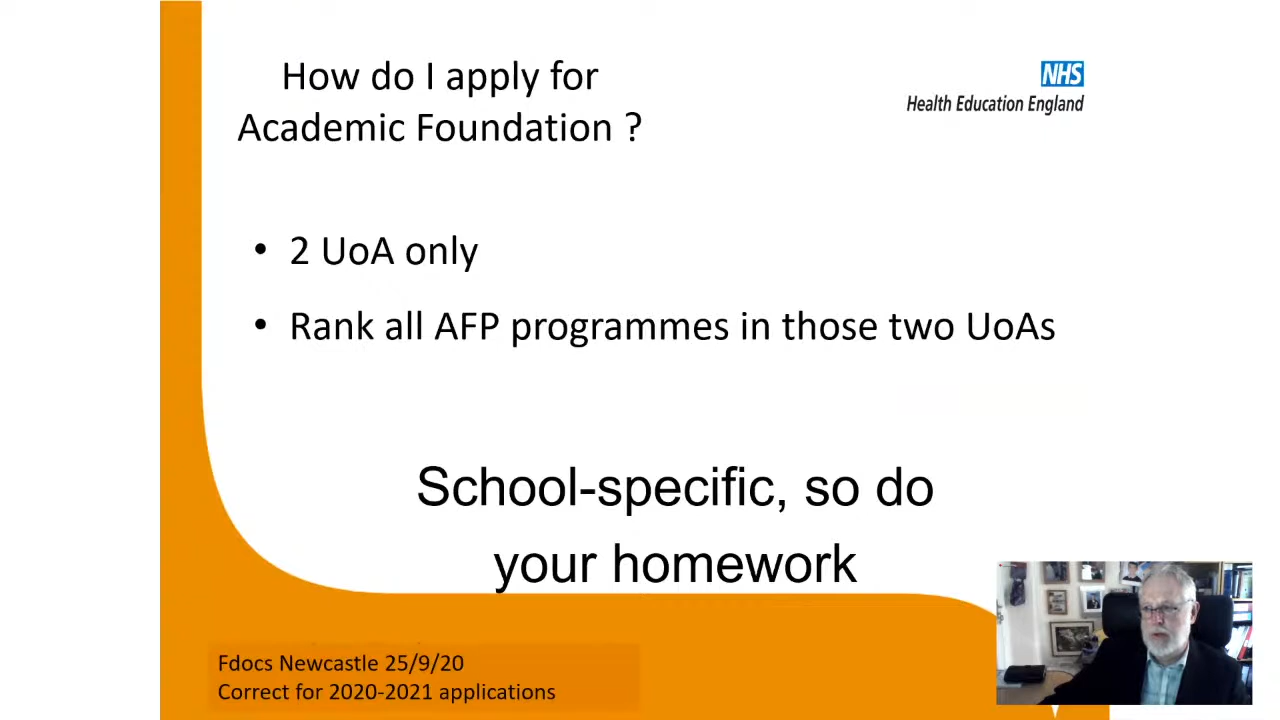 How do I apply for
Academic Foundation ?
NHS
Health Education England
• 2 UoA only
• Rank all AFP programmes in those two UoAs
School-specific, so do
your homework
Fdocs Newcastle 25/9/20
Correct for 2020-2021 applications